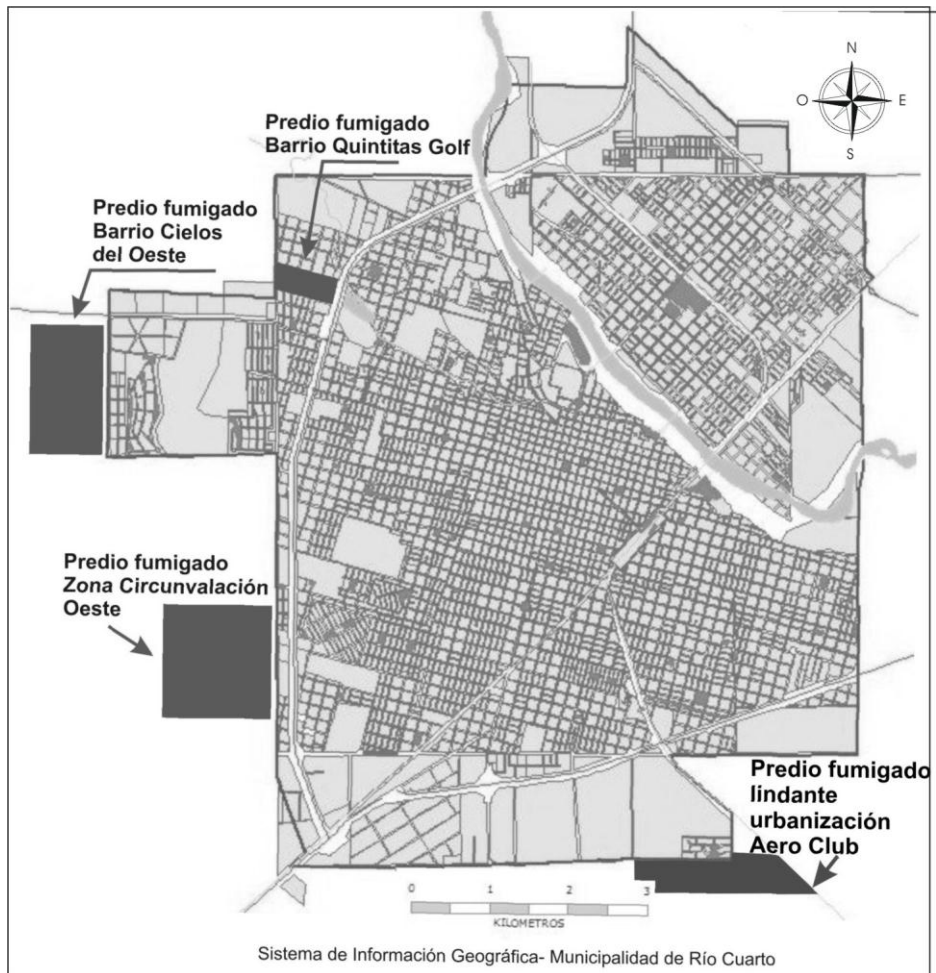 N
O
E
S
Predio fumigado
Barrio Quintitas Golf
Predio fumigado
Barrio Cielos
del Oeste
Predio fumigado
Zona Circunvalación
Oeste
Predio fumigado
lindante
urbanización
Aero Club
0 1 2 3
KILOMETROS
Sistema de Información Geográfica- Municipalidad de Río Cuarto